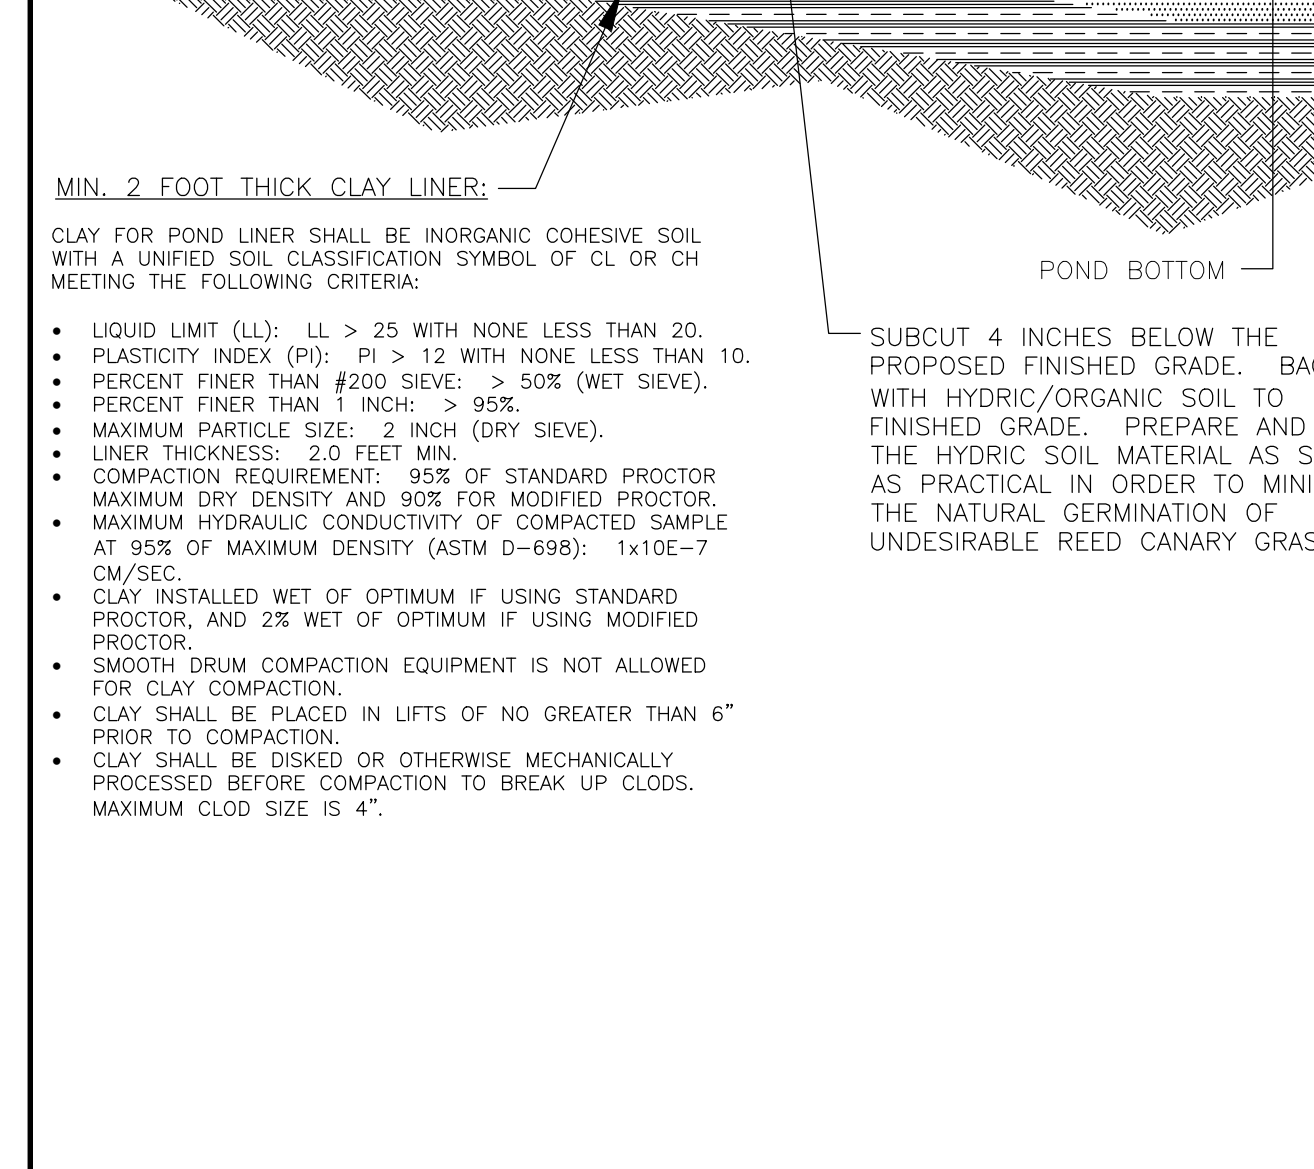 MIN. 2 FOOT THICK CLAY LINER:
CLAY FOR POND LINER SHALL BE INORGANIC COHESIVE SOIL
WITH A UNIFIED SOIL CLASSIFICATION SYMBOL OF CL OR CH
MEETING THE FOLLOWING CRITERIA:
• LIQUID LIMIT (LL): LL > 25 WITH NONE LESS THAN 20.
• PLASTICITY INDEX (PI): PI > 12 WITH NONE LESS THAN 10.
• PERCENT FINER THAN #200 SIEVE: > 50% (WET SIEVE).
• PERCENT FINER THAN 1 INCH: > 95%.
• MAXIMUM PARTICLE SIZE: 2 INCH (DRY SIEVE).
• LINER THICKNESS: 2.0 FEET MIN.
• COMPACTION REQUIREMENT: 95% OF STANDARD PROCTOR
MAXIMUM DRY DENSITY AND 90% FOR MODIFIED PROCTOR.
• MAXIMUM HYDRAULIC CONDUCTIVITY OF COMPACTED SAMPLE
AT 95% OF MAXIMUM DENSITY (ASTM D-698): 1x10E-7
CM/SEC.
• CLAY INSTALLED WET OF OPTIMUM IF USING STANDARD
PROCTOR, AND 2% WET OF OPTIMUM IF USING MODIFIED
PROCTOR.
• SMOOTH DRUM COMPACTION EQUIPMENT IS NOT ALLOWED
FOR CLAY COMPACTION.
• CLAY SHALL BE PLACED IN LIFTS OF NO GREATER THAN 6"
PRIOR TO COMPACTION.
• CLAY SHALL BE DISKED OR OTHERWISE MECHANICALLY
PROCESSED BEFORE COMPACTION TO BREAK UP CLODS.
MAXIMUM CLOD SIZE IS 4".
POND BOTTOM
SUBCUT 4 INCHES BELOW THE
PROPOSED FINISHED GRADE.
WITH HYDRIC/ORGANIC SOIL TO
FINISHED GRADE. PREPARE AND
THE HYDRIC SOIL MATERIAL AS
AS PRACTICAL IN ORDER TO
THE NATURAL GERMINATION OF
UNDESIRABLE REED CANARY